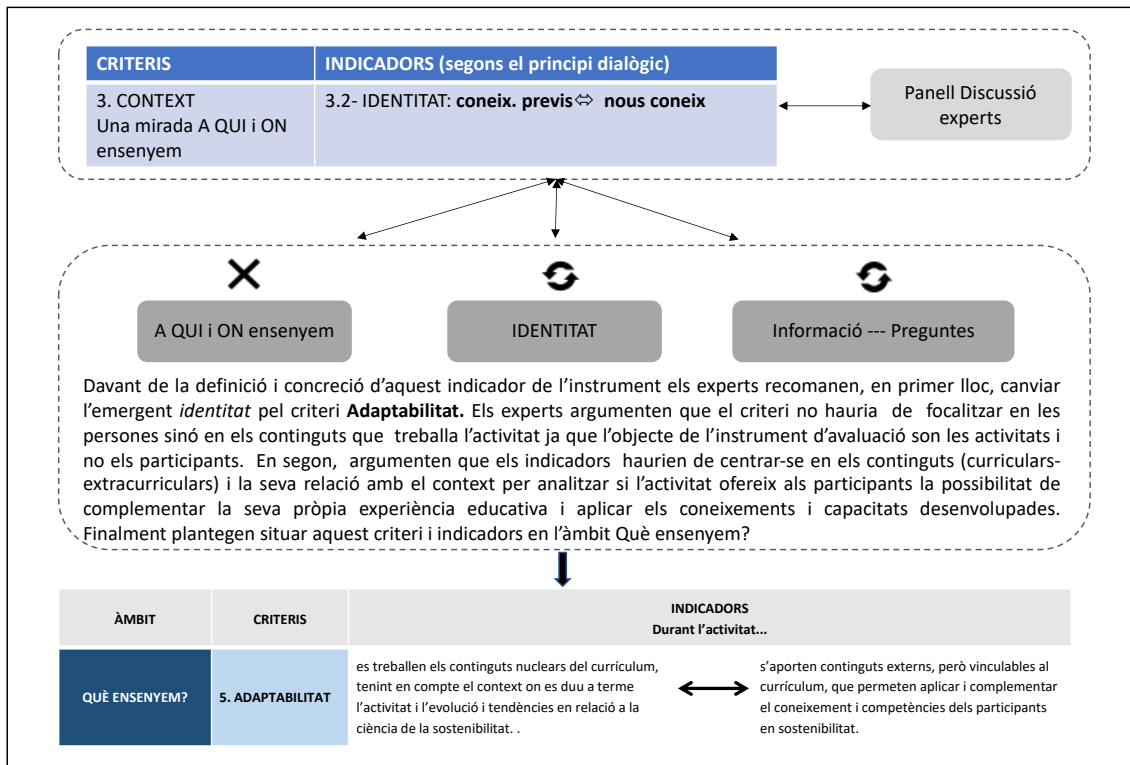 CRITERIS
INDICADORS (segons el principi dialògic)
3. CONTEXT
Una mirada A QUI i ON
ensenyem
3.2- IDENTITAT: coneix. previs⇔ nous coneix
Panell Discussió
experts
A QUI i ON ensenyem
IDENTITAT
Informació --- Preguntes
Davant de la definició i concreció d'aquest indicador de l'instrument els experts recomanen, en primer lloc, canviar
l'emergent identitat pel criteri Adaptabilitat. Els experts argumenten que el criteri no hauria de focalitzar en les
persones sinó en els continguts que treballa l'activitat ja que l'objecte de l'instrument d'avaluació son les activitats i
no els participants. En segon, argumenten que els indicadors haurien de centrar-se en els continguts (curriculars-
extracurriculars) i la seva relació amb el context per analitzar si l'activitat ofereix als participants la possibilitat de
complementar la seva pròpia experiència educativa i aplicar els coneixements i capacitats desenvolupades.
Finalment plantegen situar aquest criteri i indicadors en l'àmbit Què ensenyem?
ÀMBIT
CRITERIS
INDICADORS
Durant l'activitat...
QUÈ ENSENYEM?
5. ADAPTABILITAT
es treballen els continguts nuclears del currículum,
tenint en compte el context on es duu a terme
l'activitat i l'evolució i tendències en relació a la
ciència de la sostenibilitat. .
s'aporten continguts externs, però vinculables al
currículum, que permeten aplicar i complementar
el coneixement i competències dels participants
en sostenibilitat.